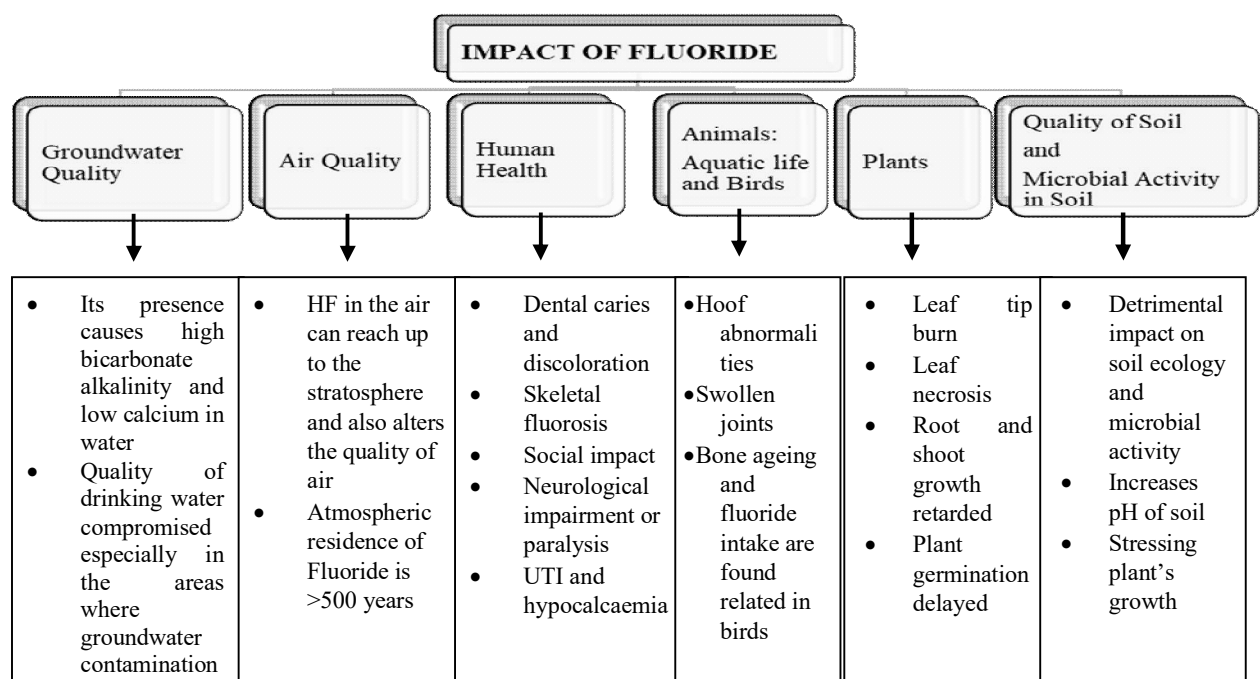 IMPACT OF FLUORIDE
Groundwater
Quality
Air Quality
Human
Health
Animals:
Aquatic life
and Birds
Plants
Quality of Soil
and
Microbial Activity
in Soil
• Its presence
causes high
bicarbonate
alkalinity and
low calcium in
water
• Quality of
drinking water
compromised
especially in
the areas
where
groundwater
contamination
• HF in the air
can reach up
to the
stratosphere
and also alters
the quality of
air
• Atmospheric
residence of
Fluoride is
>500 years
• Dental caries
and
discoloration
• Skeletal
fluorosis
• Social impact
• Neurological
impairment or
paralysis
• UTI and
hypocalcaemia
•Hoof
abnormali
ties
•Swollen
joints
•Bone ageing
and
fluoride
intake are
found
related in
birds
• Leaf tip
burn
• Leaf
necrosis
• Root and
shoot
growth
retarded
• Plant
germination
delayed
• Detrimental
impact on
soil ecology
and
microbial
activity
• Increases
pH of soil
• Stressing
plant's
growth